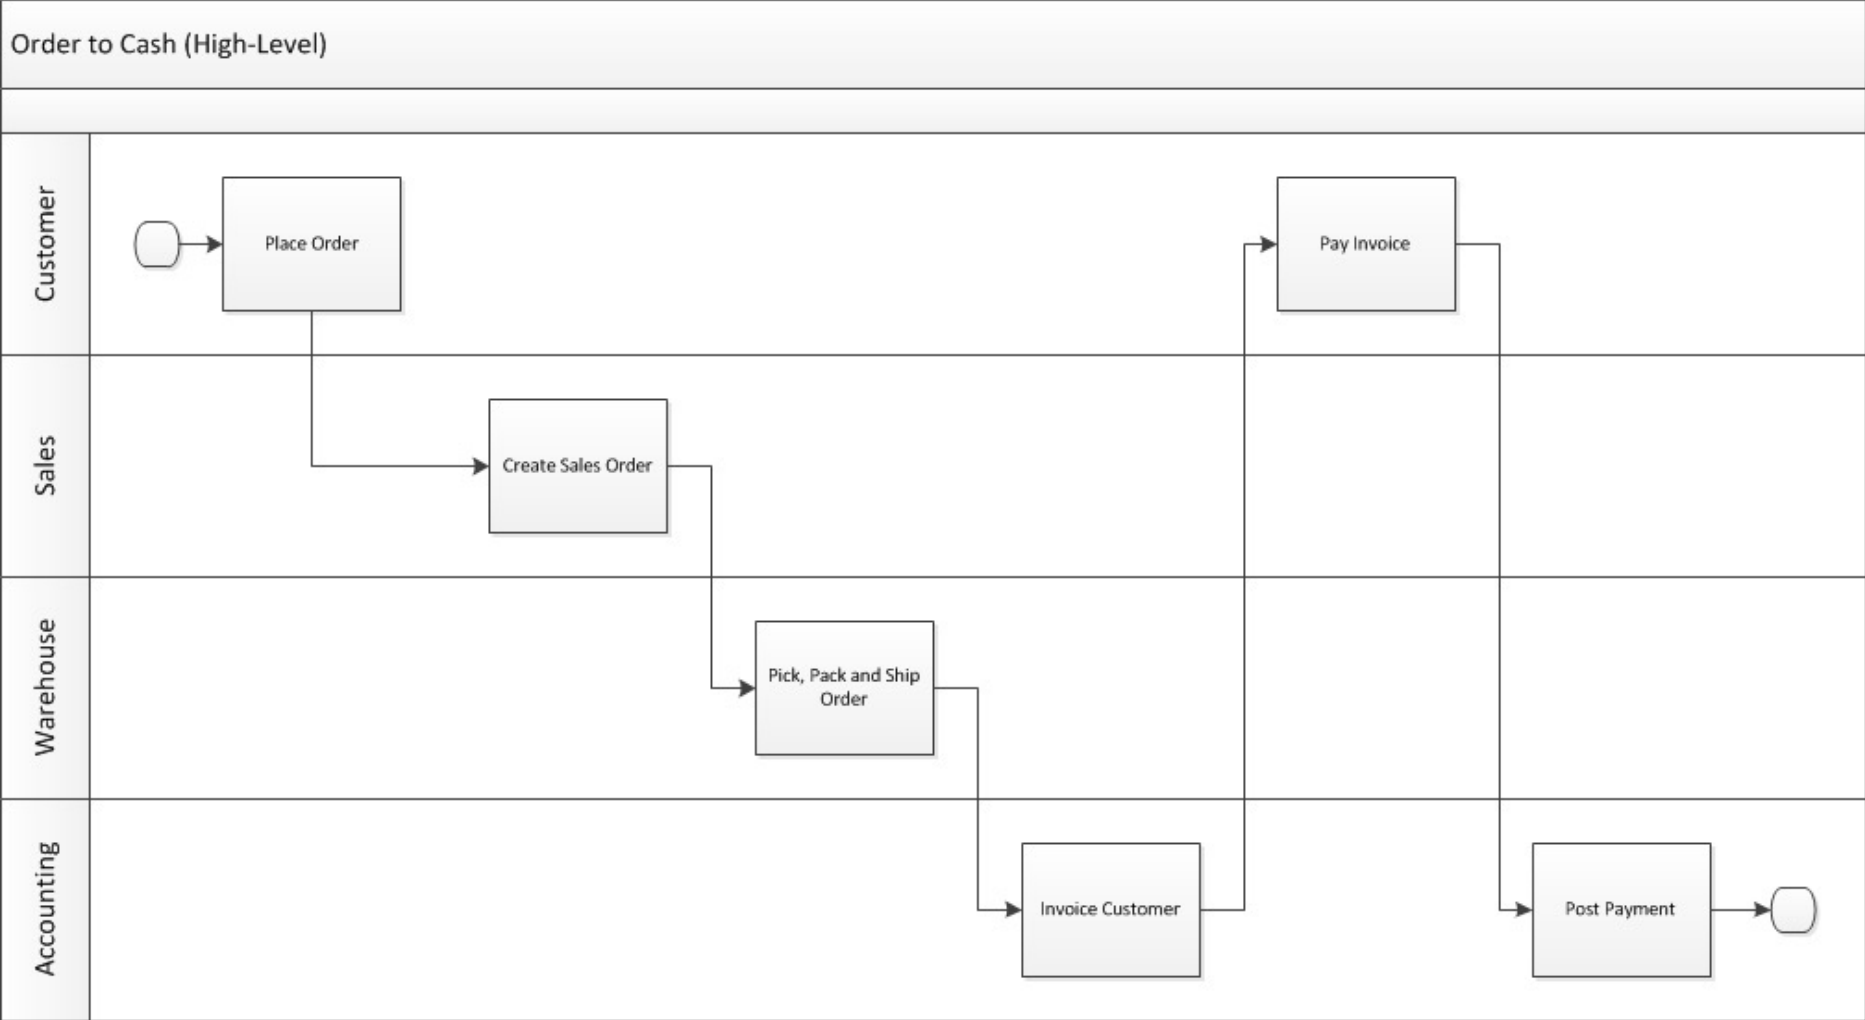 Order to Cash (High-Level)
Customer
Place Order
Pay Invoice
Sales
Create Sales Order
Warehouse
Pick, Pack and Ship
Order
Accounting
Invoice Customer
Post Payment